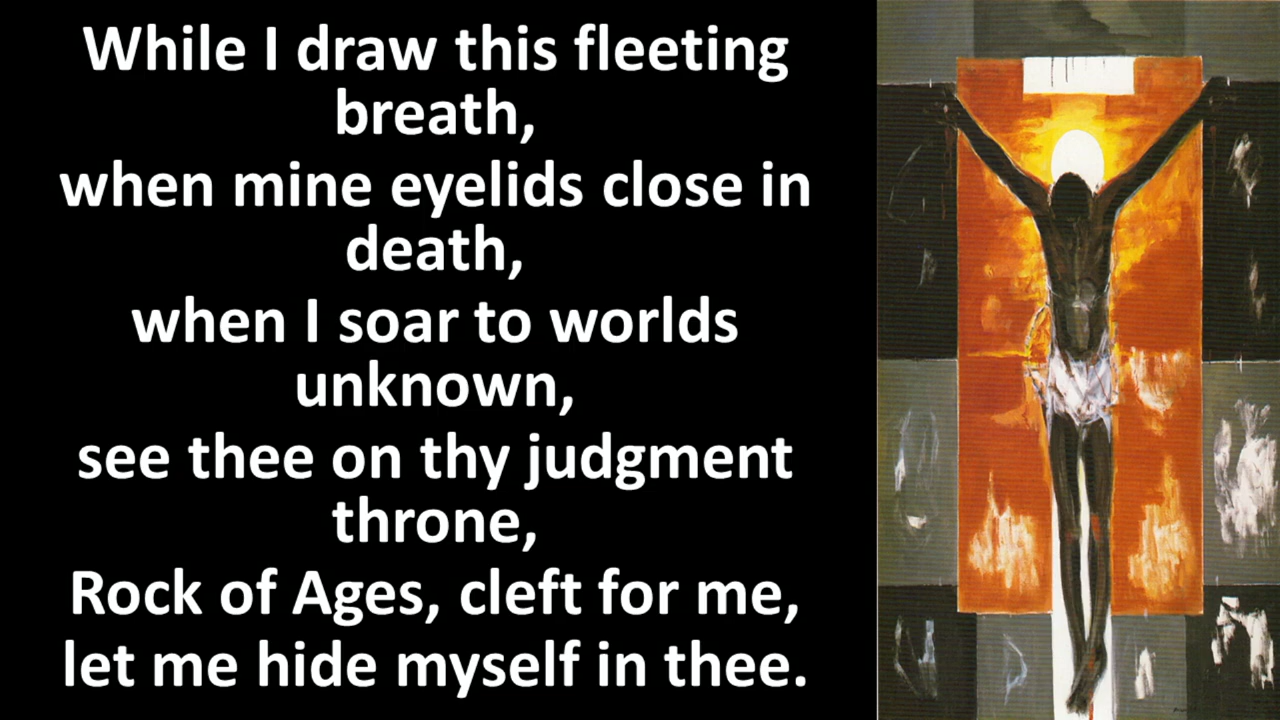 While I draw this fleeting
breath,
when mine eyelids close in
death,
when I soar to worlds
unknown,
see thee on thy judgment
throne,
Rock of Ages, cleft for me,
let me hide myself in thee.